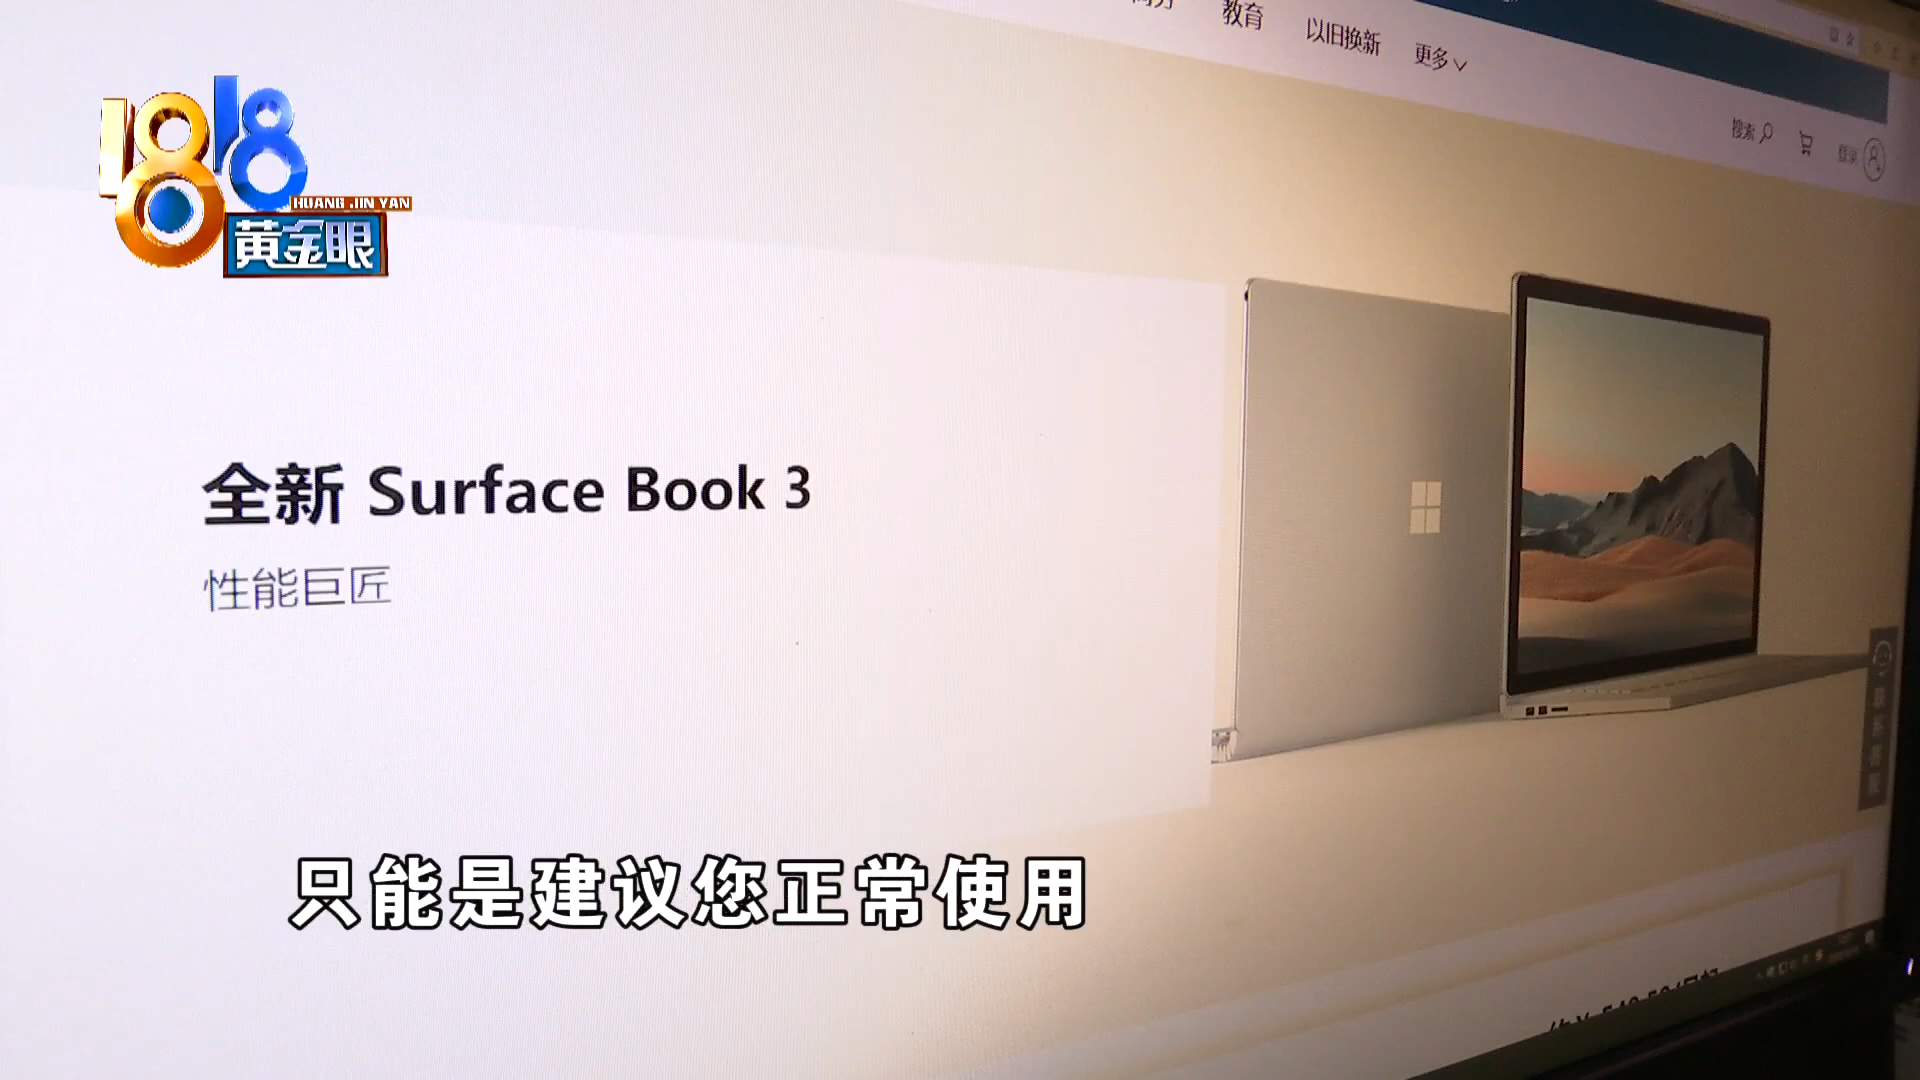 教育 以旧换新 更多
搜索
1818
HUANG JIN YAN
黄金眼
全新 Surface Book 3
性能巨匠
只能是建议您正常使用